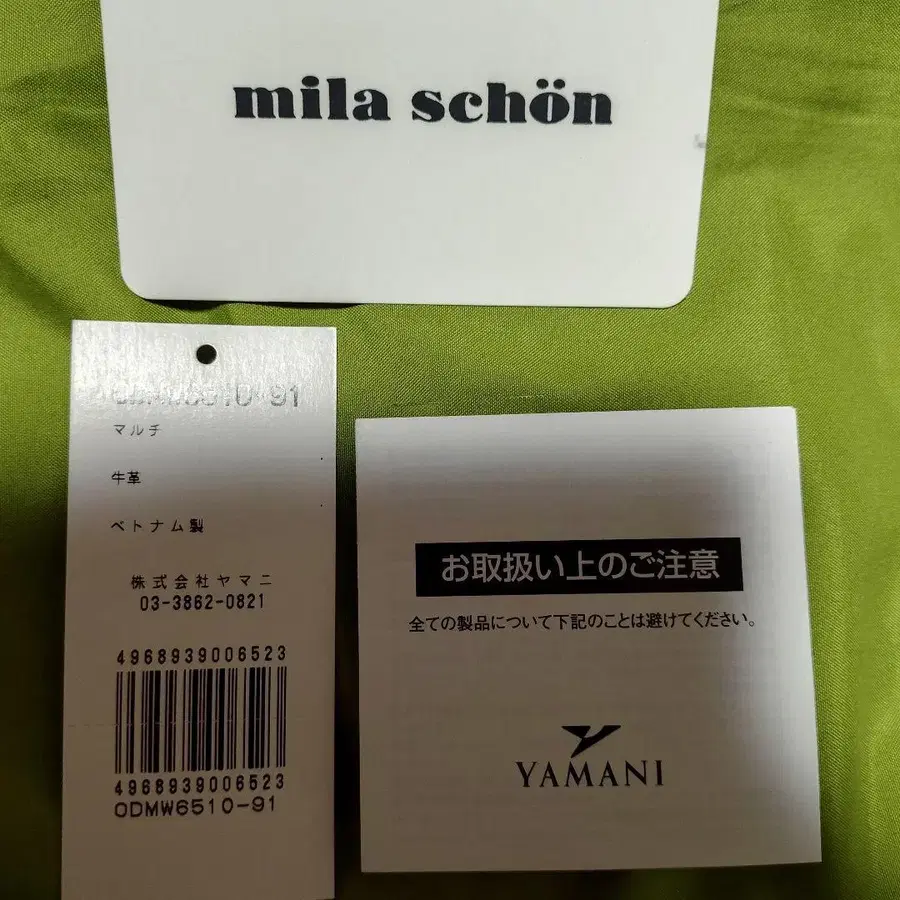 mila schön
ODMW6510-91
マルチ
牛革
ベトナム製
株式会社ヤマニ
03-3862-0821
4968939006523
4968939006523
ODMW6510-91
お取扱い上のご注意
全ての製品について下記のことは避けてください。
YAMANI